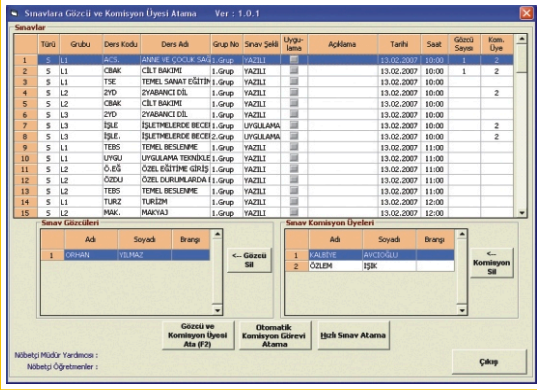 Sınavlara Gözcü ve Komisyon Üyesi Atama Ver : 1.0.1
Sınavlar
Türü Grubu Ders Kodu Ders Adı Grup No Sınav Şekli Uygu-lama Açıklama Tarihi Saat Gözcü Sayısı Kom. Üye
1 S L1 ACS. ANNE VE ÇOCUK SAĞ 1.Grup YAZILI 13.02.2007 10:00 1 2
2 S L2 CBAK CİLT BAKIMI 1.Grup YAZILI 13.02.2007 10:00 1 2
3 S L1 TSE TEMEL SANAT EĞİTİM 1.Grup YAZILI 13.02.2007 10:00
4 S L2 2YD 2YABANCI DİL 1.Grup YAZILI 13.02.2007 10:00 2
5 S L2 CBAK CİLT BAKIMI 1.Grup YAZILI 13.02.2007 10:00
6 S L3 2YD 2YABANCI DİL 1.Grup YAZILI 13.02.2007 10:00
7 S L3 İŞLE İŞLETMELERDE BECEI 1.Grup UYGULAMA 13.02.2007 10:00 2
8 S L3 İŞLE. İŞLETMELERDE BECEI 2.Grup UYGULAMA 13.02.2007 10:00 2
9 S L1 TEBS TEMEL BESLENME 1.Grup YAZILI 13.02.2007 11:00
10 S L1 UYGU UYGULAMA TEKNİKLE 1.Grup YAZILI 13.02.2007 11:00
11 S L2 Ö.EĞ ÖZEL EĞİTİME GİRİŞ 1.Grup YAZILI 13.02.2007 11:00
12 S L2 ÖZDU ÖZEL DURUMLARDA I 1.Grup YAZILI 13.02.2007 11:00
13 S L2 TEBS TEMEL BESLENME 1.Grup YAZILI 13.02.2007 11:00
14 S L1 TURZ TURİZM 1.Grup YAZILI 13.02.2007 12:00
15 S L2 MAK. MAKYAJ 1.Grup YAZILI 13.02.2007 12:00
Sınav Gözcüleri
Adı Soyadı Branşı
1 ORHAN YILMAZ
<-- Gözcü Sil
Sınav Komisyon Üyeleri
Adı Soyadı Branşı
1 KALBİYE AVCIOĞLU
2 ÖZLEM IŞIK
<-- Komisyon Sil
Gözcü ve Komisyon Üyesi Ata (F2)
Otomatik Komisyon Görevi Atama
Hızlı Sınav Atama
Nöbetçi Müdür Yardımcısı :
Nöbetçi Öğretmenler :
Çıkış